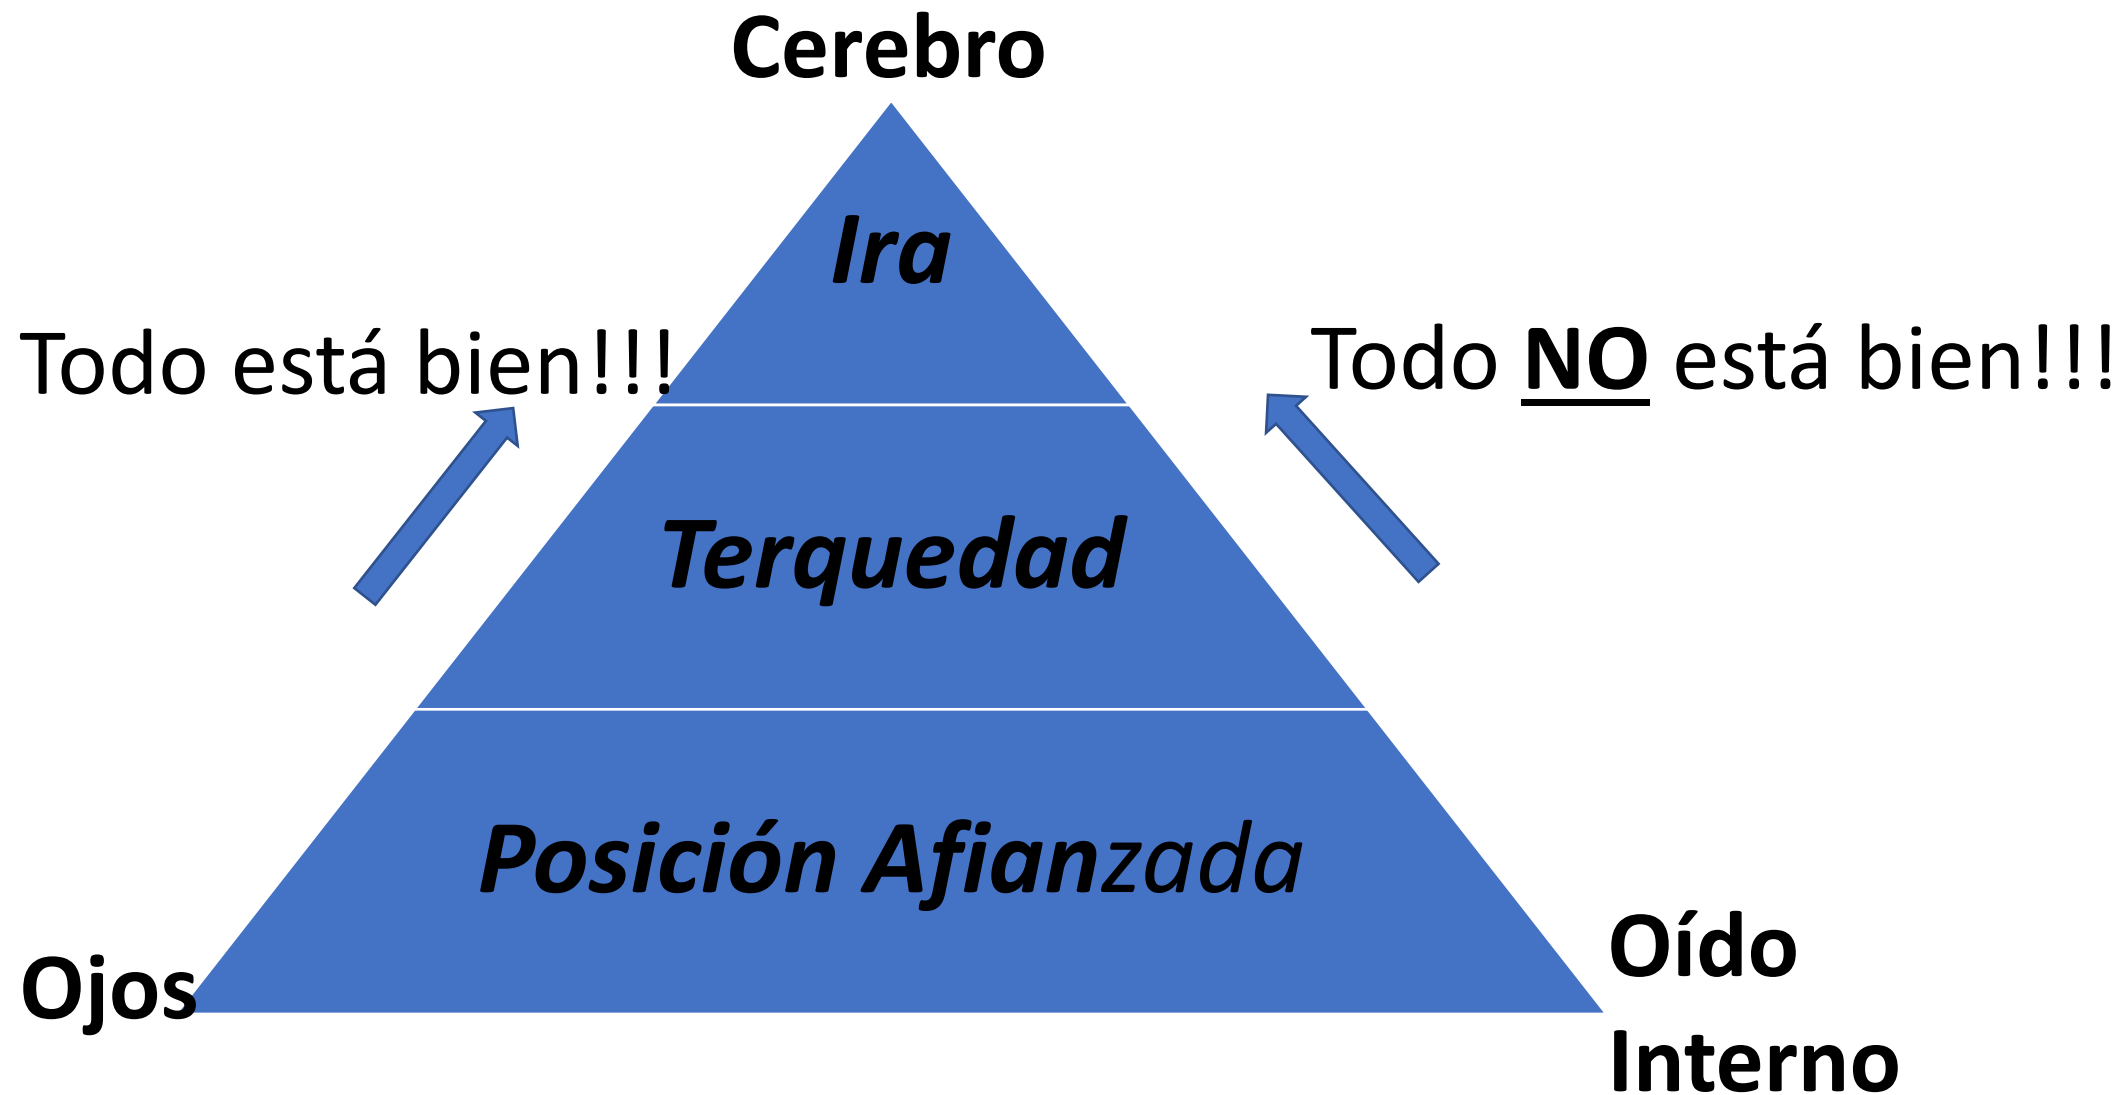 Cerebro
Ira
Todo está bien!!!
Todo NO está bien!!!
Terquedad
Posición Afianzada
Ojos
Oído
Interno